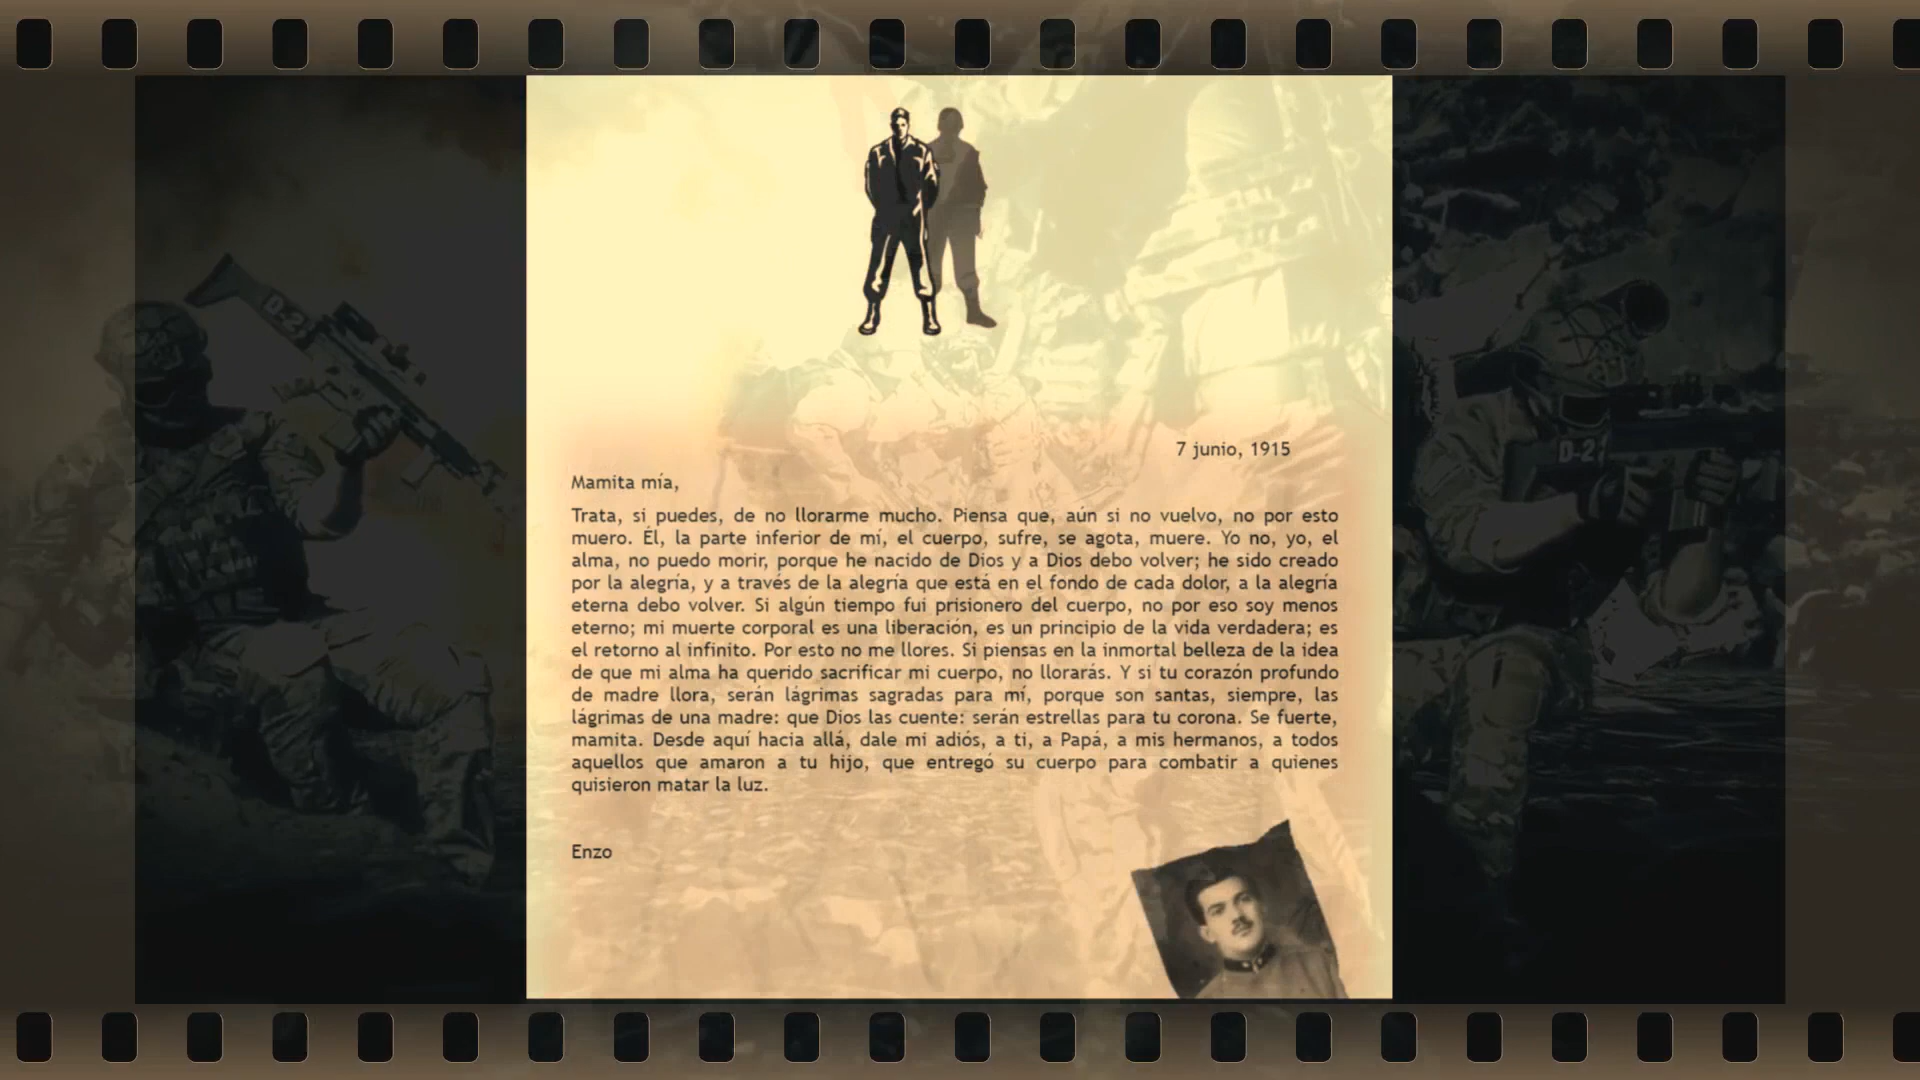 D-2
D-2
7 junio, 1915
Mamita mía,
Trata, si puedes, de no llorarme mucho. Piensa que, aún si no vuelvo, no por esto
muero. Él, la parte inferior de mí, el cuerpo, sufre, se agota, muere. Yo no, yo, el
alma, no puedo morir, porque he nacido de Dios y a Dios debo volver; he sido creado
por la alegría, y a través de la alegría que está en el fondo de cada dolor, a la alegría
eterna debo volver. Si algún tiempo fui prisionero del cuerpo, no por eso soy menos
eterno; mi muerte corporal es una liberación, es un principio de la vida verdadera; es
el retorno al infinito. Por esto no me llores. Si piensas en la inmortal belleza de la idea
de que mi alma ha querido sacrificar mi cuerpo, no llorarás. Y si tu corazón profundo
de madre llora, serán lágrimas sagradas para mí, porque son santas, siempre, las
lágrimas de una madre: que Dios las cuente: serán estrellas para tu corona. Se fuerte,
mamita. Desde aquí hacia allá, dale mi adiós, a ti, a Papá, a mis hermanos, a todos
aquellos que amaron a tu hijo, que entregó su cuerpo para combatir a quienes
quisieron matar la luz.
Enzo